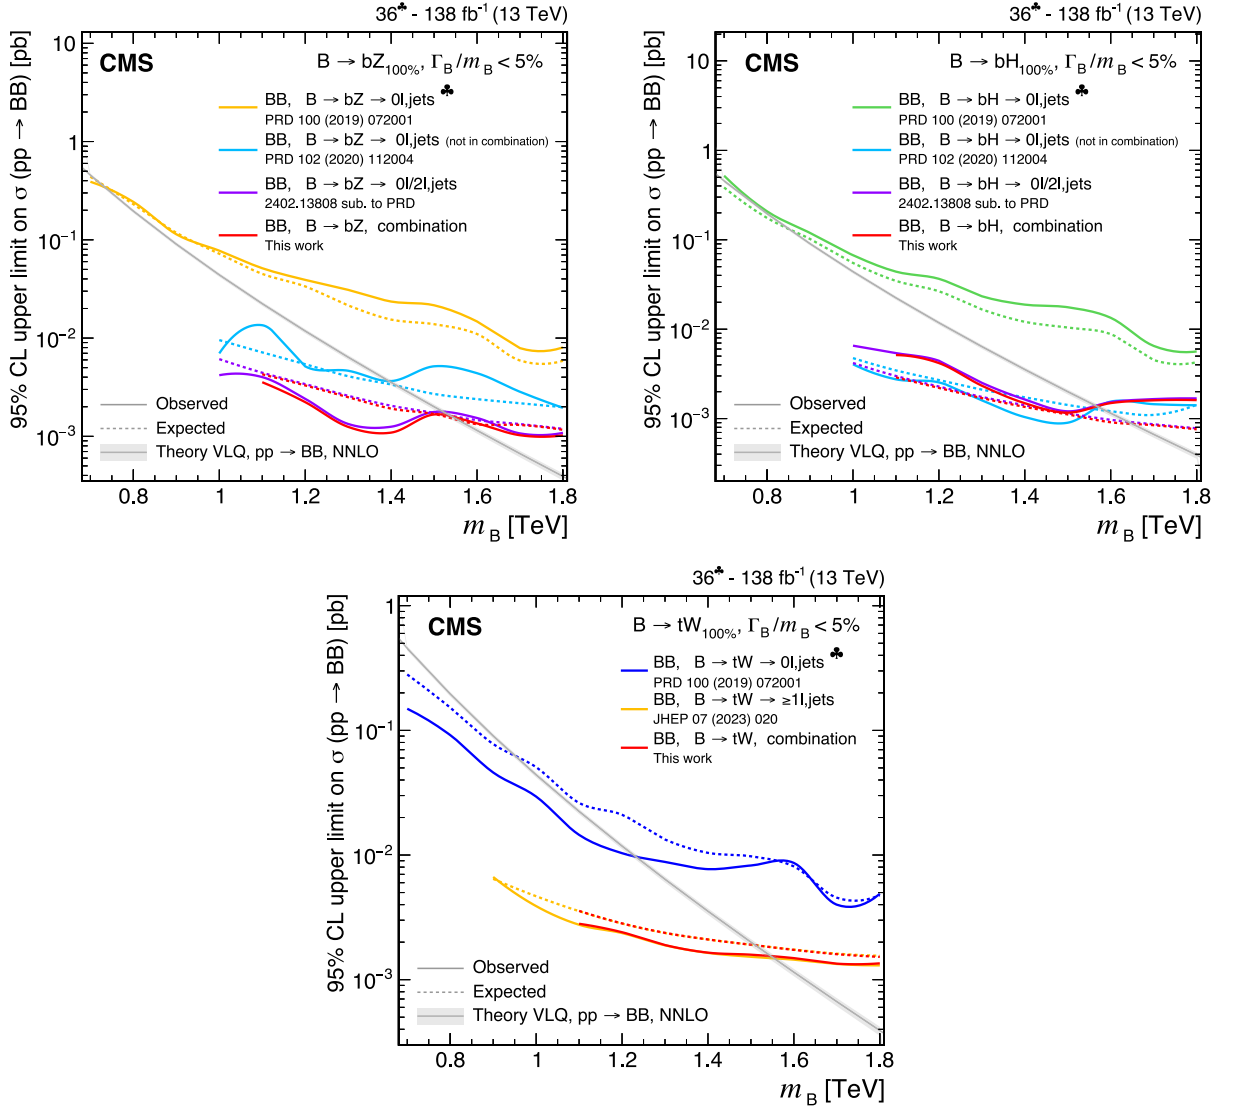 36♣ - 138 fb⁻¹ (13 TeV)
95% CL upper limit on σ (pp → BB) [pb]
CMS
B → bZ₁₀₀%, Γ_B/m_B < 5%
BB, B → bZ → 0l,jets ♣
PRD 100 (2019) 072001
BB, B → bZ → 0l,jets (not in combination)
PRD 102 (2020) 112004
BB, B → bZ → 0l/2l,jets
2402.13808 sub. to PRD
BB, B → bZ, combination
This work
Observed
Expected
Theory VLQ, pp → BB, NNLO
10
1
10⁻¹
10⁻²
10⁻³
0.8 1 1.2 1.4 1.6 1.8
m_B [TeV]
36♣ - 138 fb⁻¹ (13 TeV)
95% CL upper limit on σ (pp → BB) [pb]
CMS
B → bH₁₀₀%, Γ_B/m_B < 5%
BB, B → bH → 0l,jets ♣
PRD 100 (2019) 072001
BB, B → bH → 0l,jets (not in combination)
PRD 102 (2020) 112004
BB, B → bH → 0l/2l,jets
2402.13808 sub. to PRD
BB, B → bH, combination
This work
Observed
Expected
Theory VLQ, pp → BB, NNLO
10
1
10⁻¹
10⁻²
10⁻³
0.8 1 1.2 1.4 1.6 1.8
m_B [TeV]
36♣ - 138 fb⁻¹ (13 TeV)
95% CL upper limit on σ (pp → BB) [pb]
CMS
B → tW₁₀₀%, Γ_B/m_B < 5%
BB, B → tW → 0l,jets ♣
PRD 100 (2019) 072001
BB, B → tW → ≥1l,jets
JHEP 07 (2023) 020
BB, B → tW, combination
This work
Observed
Expected
Theory VLQ, pp → BB, NNLO
1
10⁻¹
10⁻²
10⁻³
0.8 1 1.2 1.4 1.6 1.8
m_B [TeV]